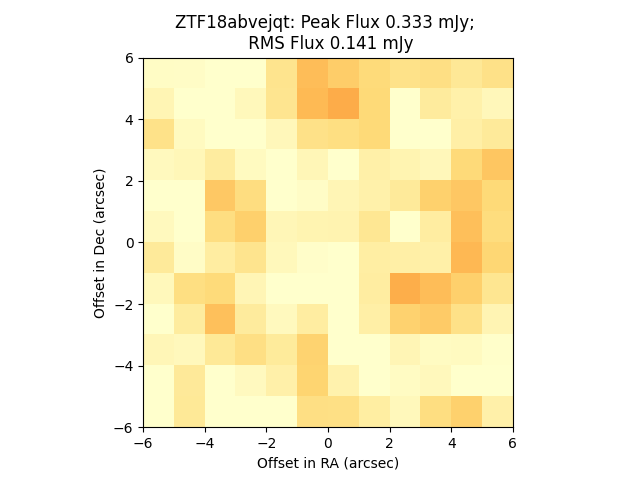 ZTF18abvejqt: Peak Flux 0.333 mJy;
RMS Flux 0.141 mJy
6
4
2
0
−2
−4
−6
Offset in Dec (arcsec)
−6 −4 −2 0 2 4 6
Offset in RA (arcsec)